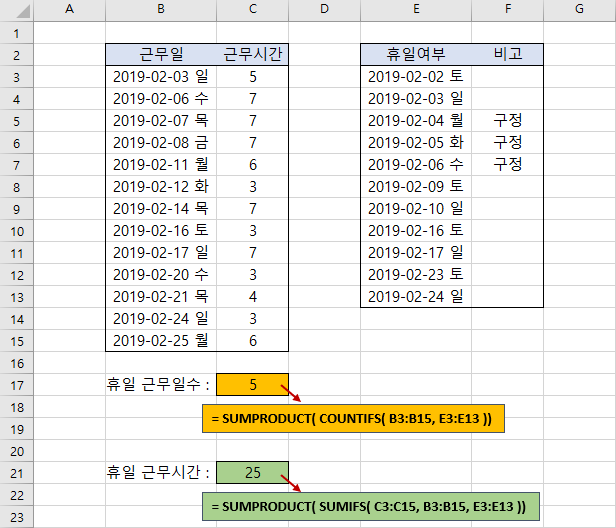 A B C D E F G
1
2 근무일 근무시간 휴일여부 비고
3 2019-02-03 일 5 2019-02-02 토
4 2019-02-06 수 7 2019-02-03 일
5 2019-02-07 목 7 2019-02-04 월 구정
6 2019-02-08 금 7 2019-02-05 화 구정
7 2019-02-11 월 6 2019-02-06 수 구정
8 2019-02-12 화 3 2019-02-09 토
9 2019-02-14 목 7 2019-02-10 일
10 2019-02-16 토 3 2019-02-16 토
11 2019-02-17 일 7 2019-02-17 일
12 2019-02-20 수 3 2019-02-23 토
13 2019-02-21 목 4 2019-02-24 일
14 2019-02-24 일 3
15 2019-02-25 월 6
16
17 휴일 근무일수 : 5
18
= SUMPRODUCT( COUNTIFS( B3:B15, E3:E13 ))
19
20
21 휴일 근무시간 : 25
22
= SUMPRODUCT( SUMIFS( C3:C15, B3:B15, E3:E13 ))
23